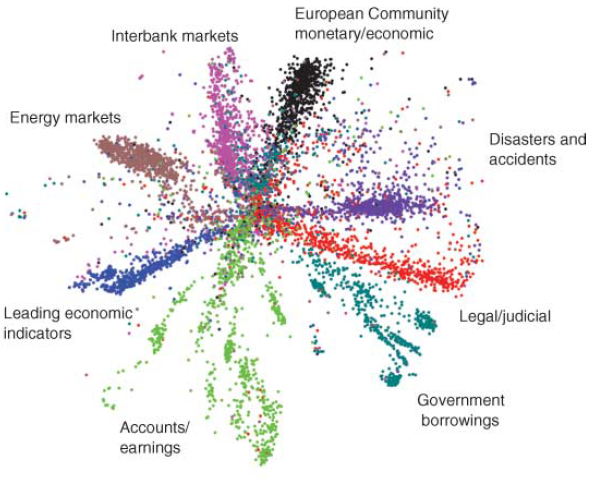 European Community
monetary/economic
Interbank markets
Energy markets
Disasters and
accidents
Leading economic
indicators
Legal/judicial
Government
borrowings
Accounts/
earnings